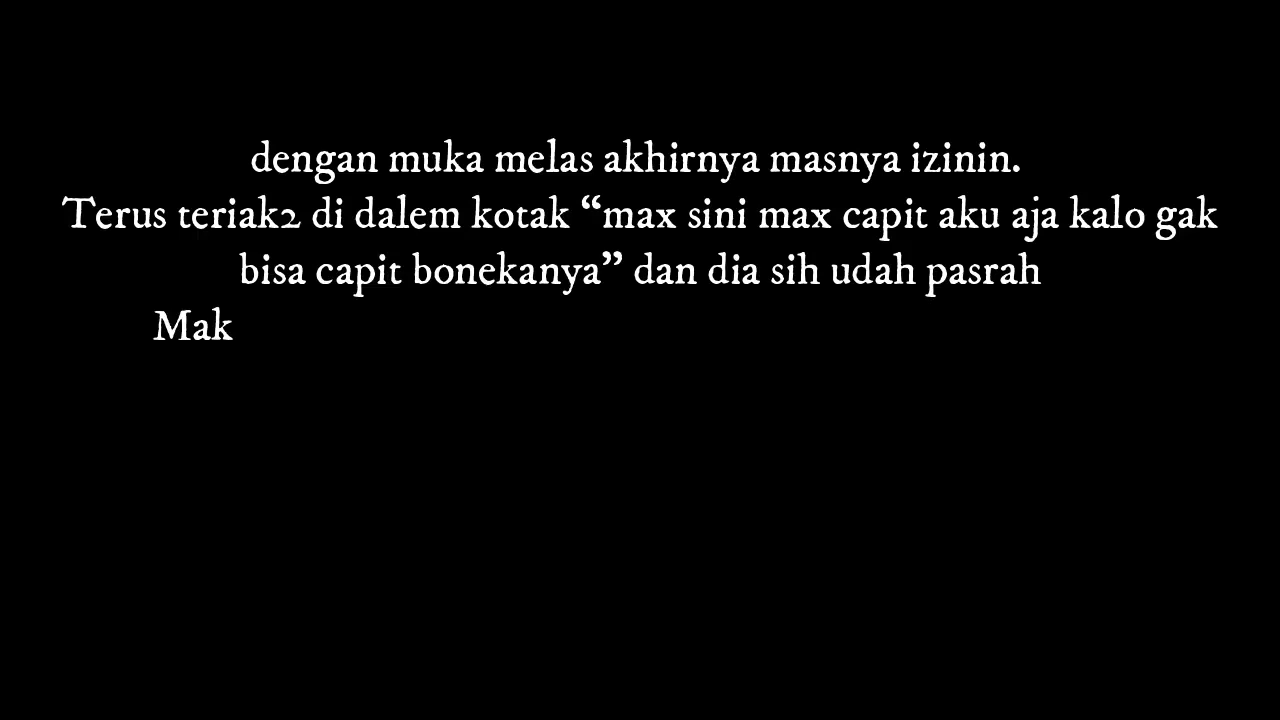 dengan muka melas akhirnya masnya izinin.
Terus teriak2 di dalem kotak “max sini max capit aku aja kalo gak
bisa capit bonekanya” dan dia sih udah pasrah
Mak